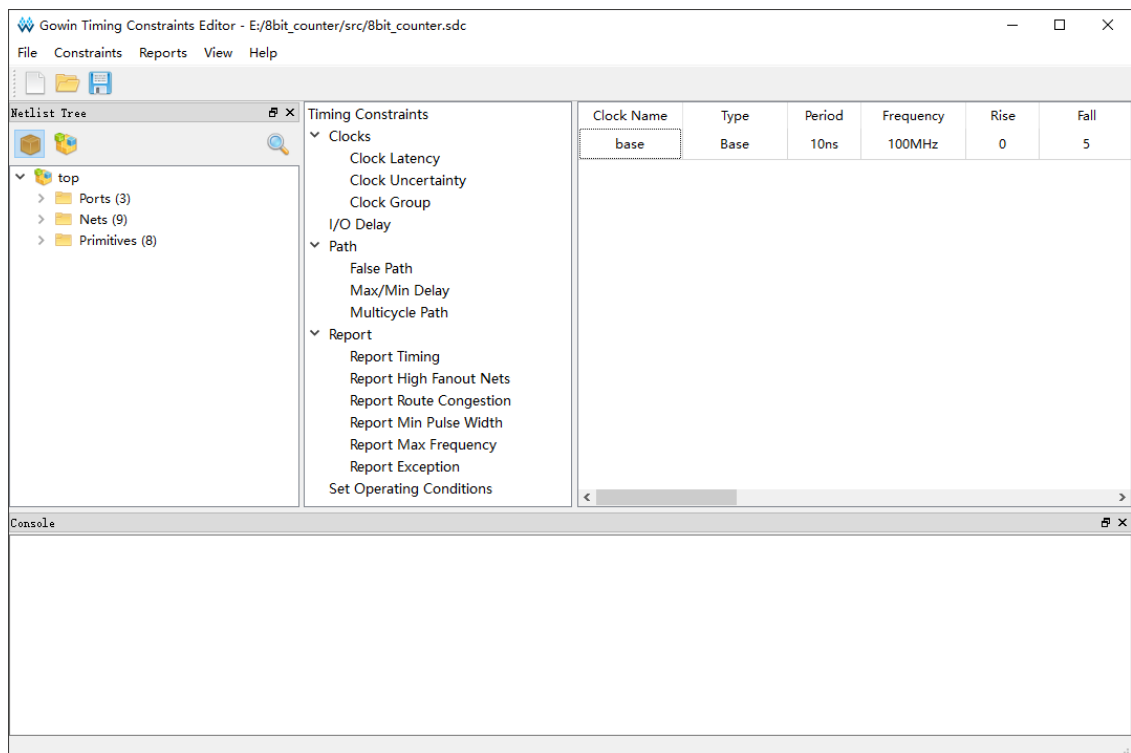 Gowin Timing Constraints Editor - E:/8bit_counter/src/8bit_counter.sdc
File Constraints Reports View Help
Netlist Tree
top
Ports (3)
Nets (9)
Primitives (8)
Timing Constraints
Clocks
Clock Latency
Clock Uncertainty
Clock Group
I/O Delay
Path
False Path
Max/Min Delay
Multicycle Path
Report
Report Timing
Report High Fanout Nets
Report Route Congestion
Report Min Pulse Width
Report Max Frequency
Report Exception
Set Operating Conditions
Clock Name Type Period Frequency Rise Fall
base Base 10ns 100MHz 0 5
Console